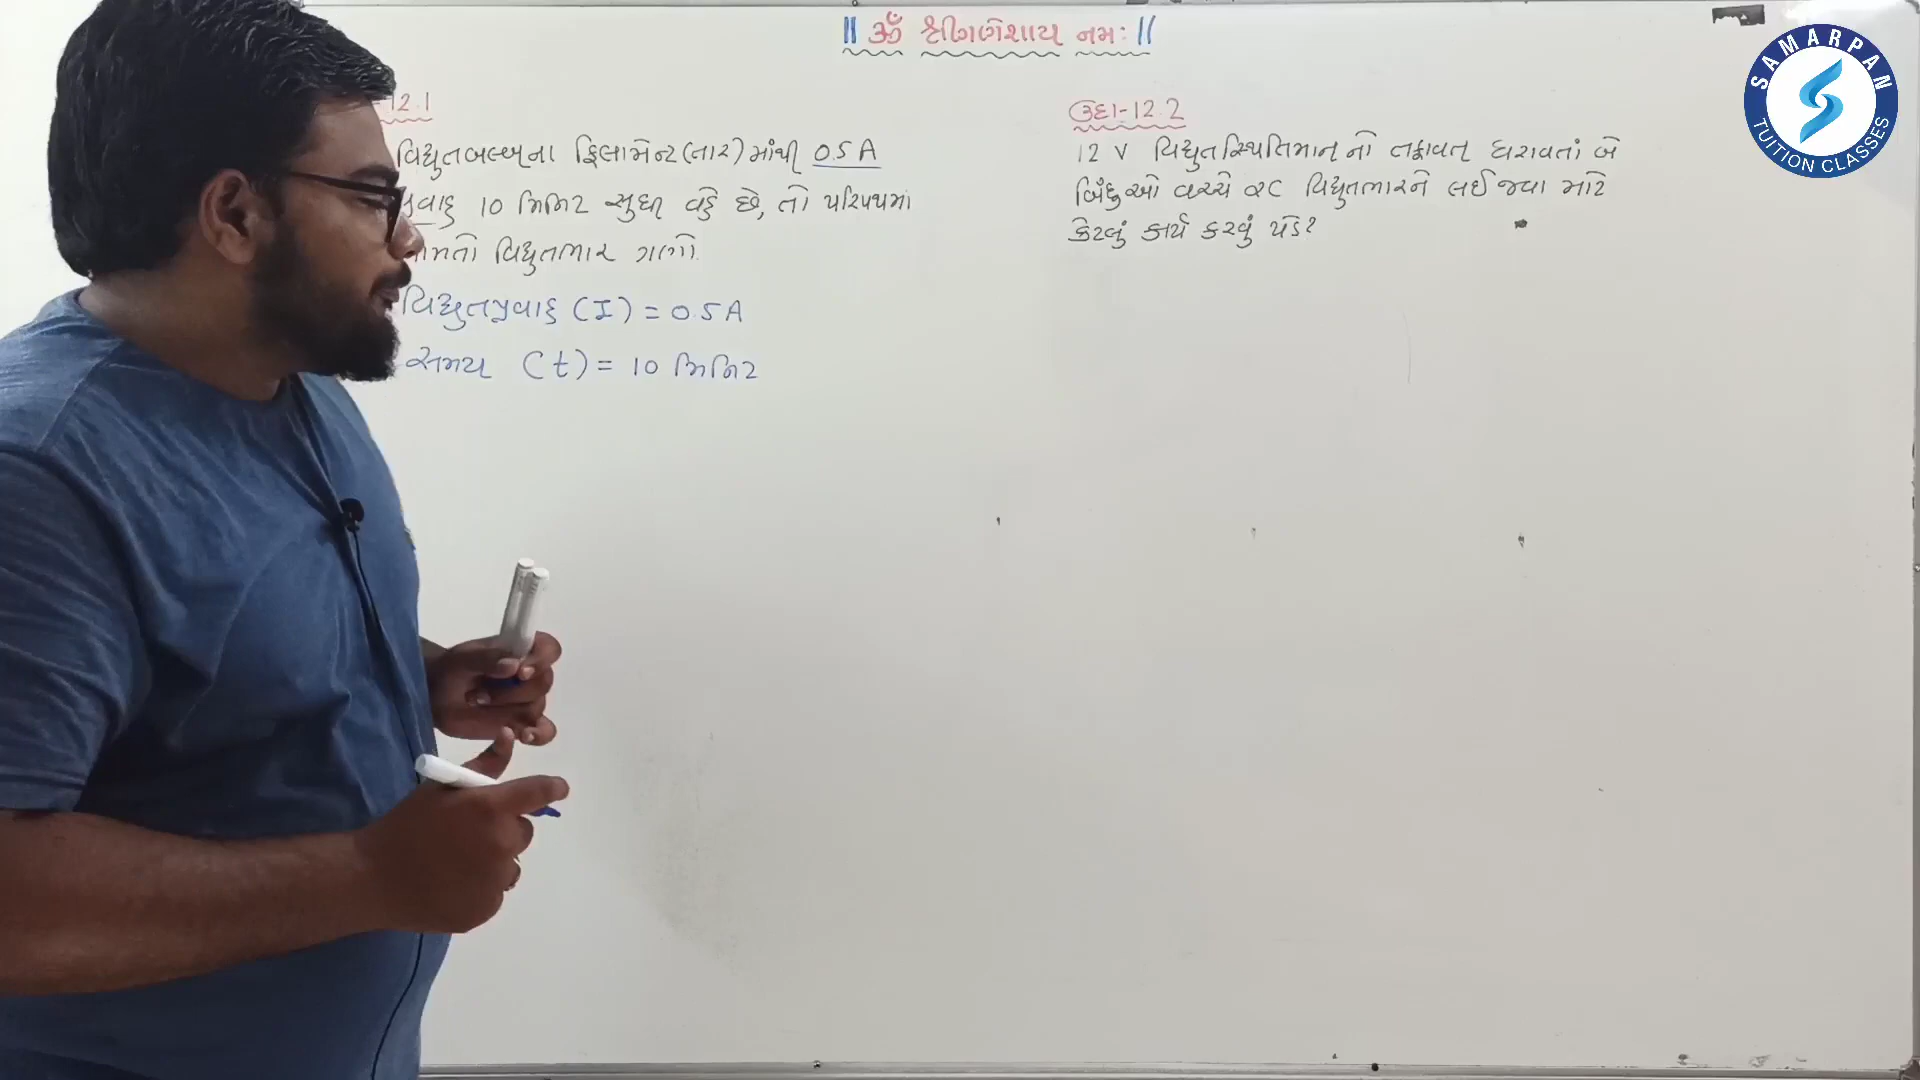 ॥ ૐ શ્રીગણેશાય નમઃ ॥
SAMARPAN
TUITION CLASSES
-12.1
વિદ્યુતબલ્બના ફિલામેન્ટ(તાર)માંથી 0.5 A
પ્રવાહ 10 મિનિટ સુધી વહે છે, તો પરિપથમાં
વિદ્યુતભાર ગણો.
વિદ્યુતપ્રવાહ (I) = 0.5 A
સમય (t) = 10 મિનિટ
ઉદા-12.2
12 V વિદ્યુતસ્થિતિમાન નો તફાવત ધરાવતાં બે
બિંદુઓ વચ્ચે 2C વિદ્યુતભારને લઈ જવા માટે
કેટલું કાર્ય કરવું પડે?